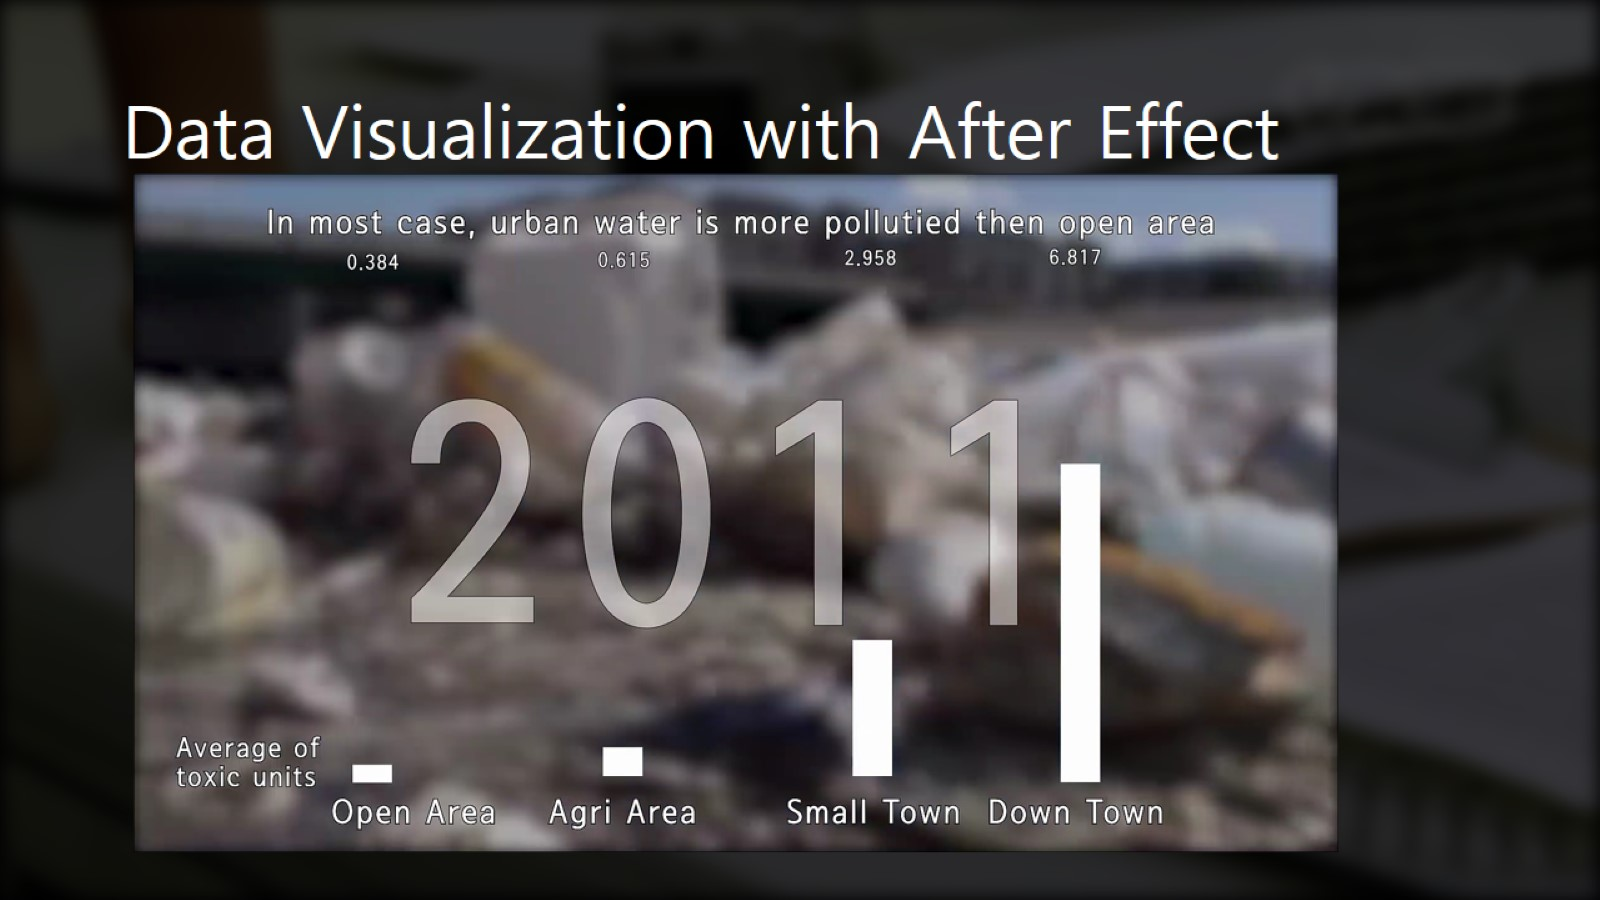 Data Visualization with After Effect
In most case, urban water is more pollutied then open area
0.384 0.615 2.958 6.817
2011
Average of
toxic units
Open Area Agri Area Small Town Down Town